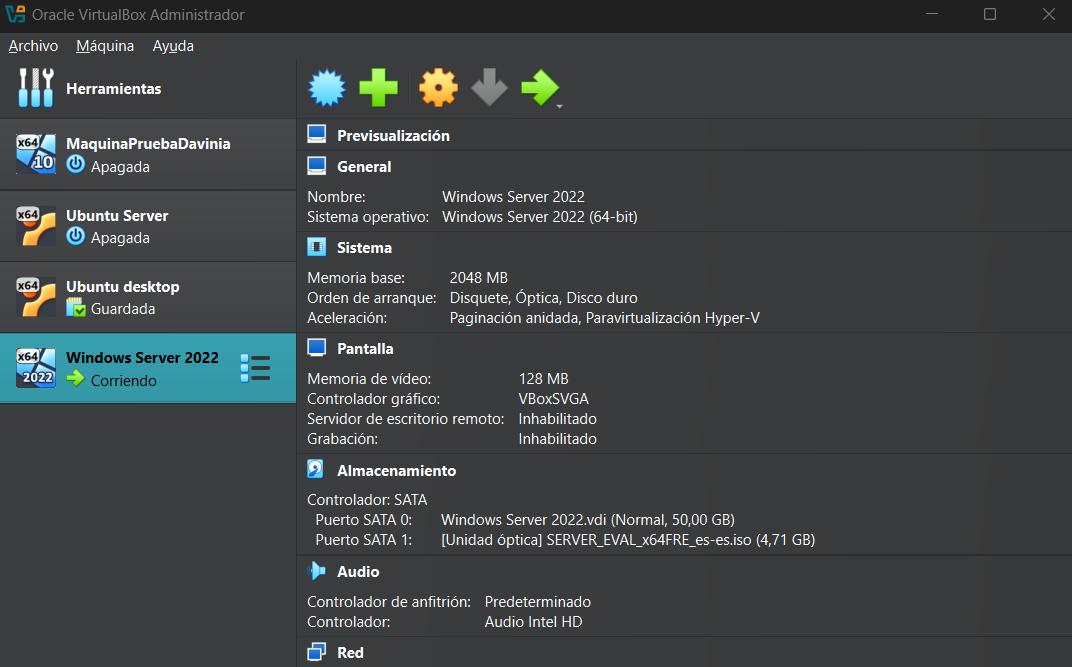 Oracle VirtualBox Administrador
Archivo Máquina Ayuda
Herramientas
x64
10
MaquinaPruebaDavinia
Apagada
x64
Ubuntu Server
Apagada
x64
Ubuntu desktop
Guardada
x64
2022
Windows Server 2022
Corriendo
Previsualización
General
Nombre: Windows Server 2022
Sistema operativo: Windows Server 2022 (64-bit)
Sistema
Memoria base: 2048 MB
Orden de arranque: Disquete, Óptica, Disco duro
Aceleración: Paginación anidada, Paravirtualización Hyper-V
Pantalla
Memoria de vídeo: 128 MB
Controlador gráfico: VBoxSVGA
Servidor de escritorio remoto: Inhabilitado
Grabación: Inhabilitado
Almacenamiento
Controlador: SATA
Puerto SATA 0: Windows Server 2022.vdi (Normal, 50,00 GB)
Puerto SATA 1: [Unidad óptica] SERVER_EVAL_x64FRE_es-es.iso (4,71 GB)
Audio
Controlador de anfitrión: Predeterminado
Controlador: Audio Intel HD
Red